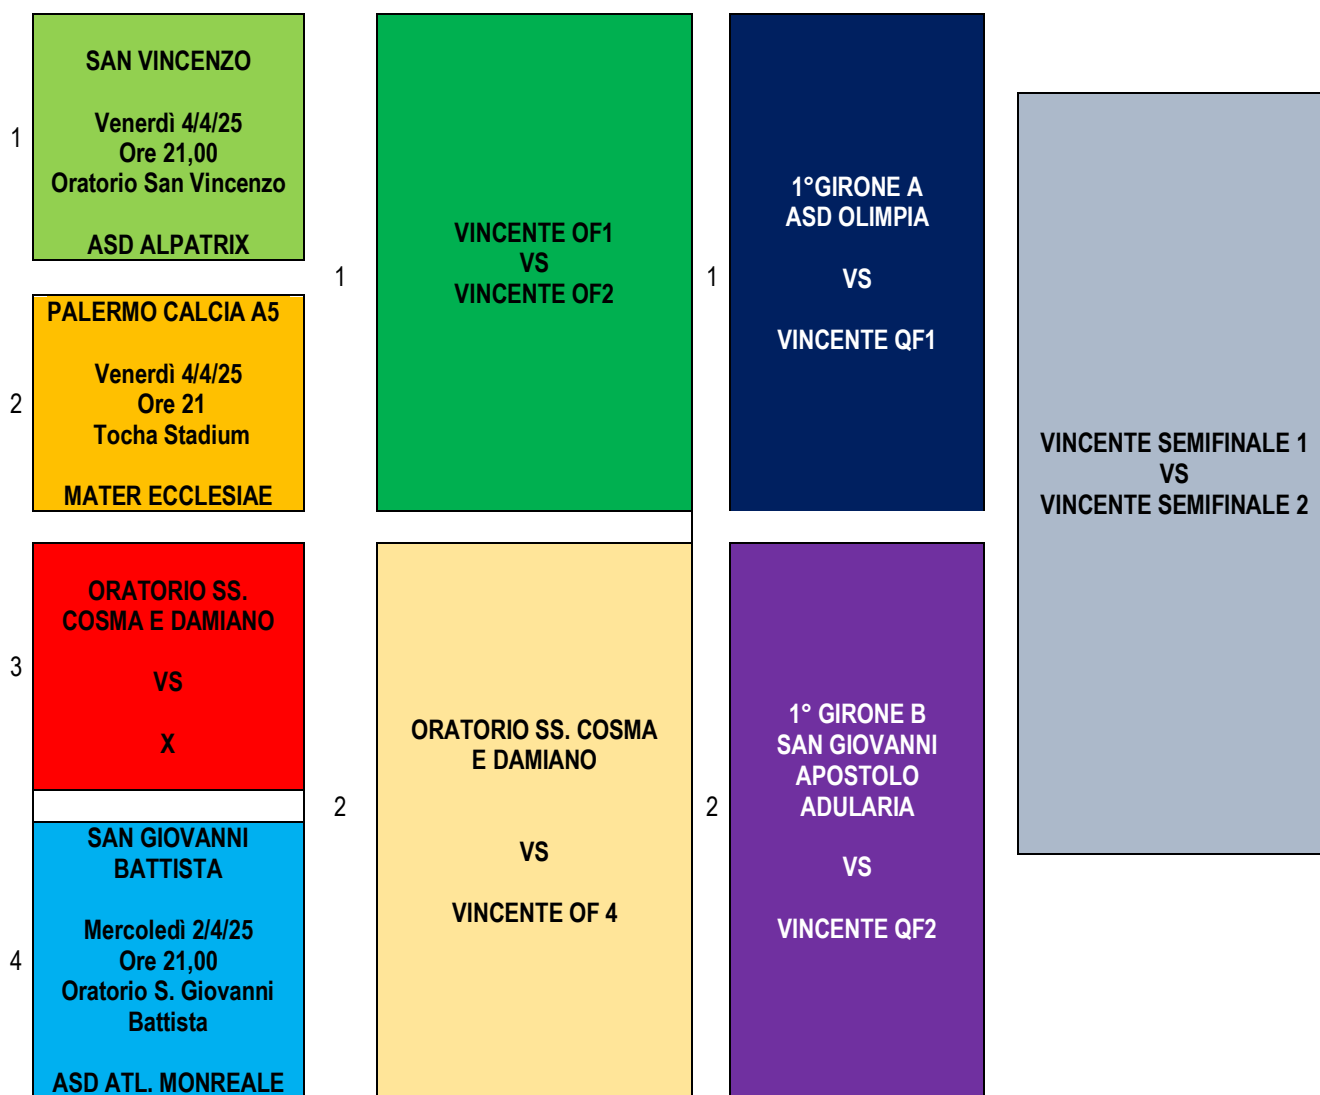 1
SAN VINCENZO
Venerdì 4/4/25
Ore 21,00
Oratorio San Vincenzo
ASD ALPATRIX
2
PALERMO CALCIA A5
Venerdì 4/4/25
Ore 21
Tocha Stadium
MATER ECCLESIAE
3
ORATORIO SS.
COSMA E DAMIANO
VS
X
4
SAN GIOVANNI
BATTISTA
Mercoledì 2/4/25
Ore 21,00
Oratorio S. Giovanni
Battista
ASD ATL. MONREALE
1
VINCENTE OF1
VS
VINCENTE OF2
2
ORATORIO SS. COSMA
E DAMIANO
VS
VINCENTE OF 4
1
1°GIRONE A
ASD OLIMPIA
VS
VINCENTE QF1
2
1° GIRONE B
SAN GIOVANNI
APOSTOLO
ADULARIA
VS
VINCENTE QF2
VINCENTE SEMIFINALE 1
VS
VINCENTE SEMIFINALE 2